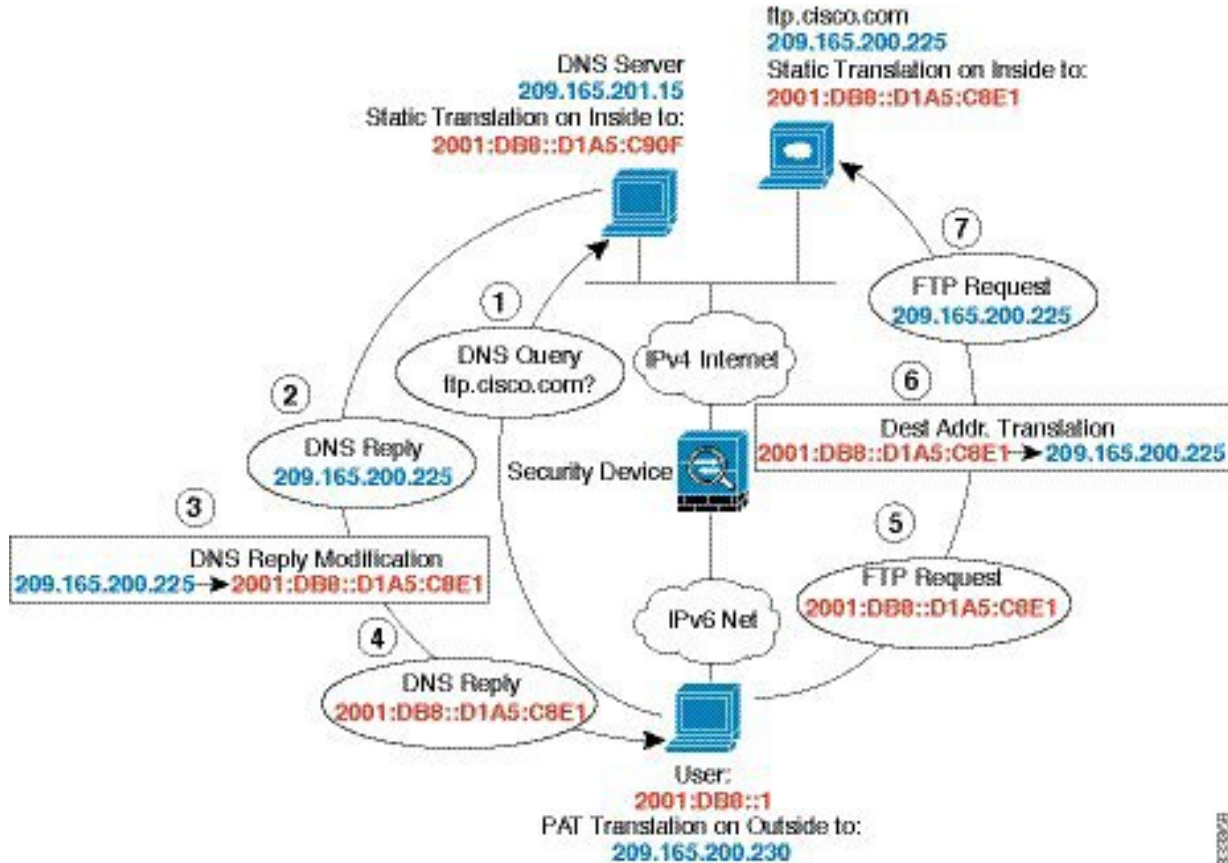 ftp.cisco.com
209.165.200.225
Static Translation on Inside to:
2001:DB8::D1A5:C8E1
DNS Server
209.165.201.15
Static Translation on Inside to:
2001:DB8::D1A5:C90F
7
FTP Request
209.165.200.225
1
DNS Query
ftp.cisco.com?
IPv4 Internet
2
DNS Reply
209.165.200.225
6
Dest Addr. Translation
2001:DB8::D1A5:C8E1 → 209.165.200.225
Security Device
3
DNS Reply Modification
209.165.200.225 → 2001:DB8::D1A5:C8E1
5
FTP Request
2001:DB8::D1A5:C8E1
IPv6 Net
4
DNS Reply
2001:DB8::D1A5:C8E1
User:
2001:DB8::1
PAT Translation on Outside to:
209.165.200.230